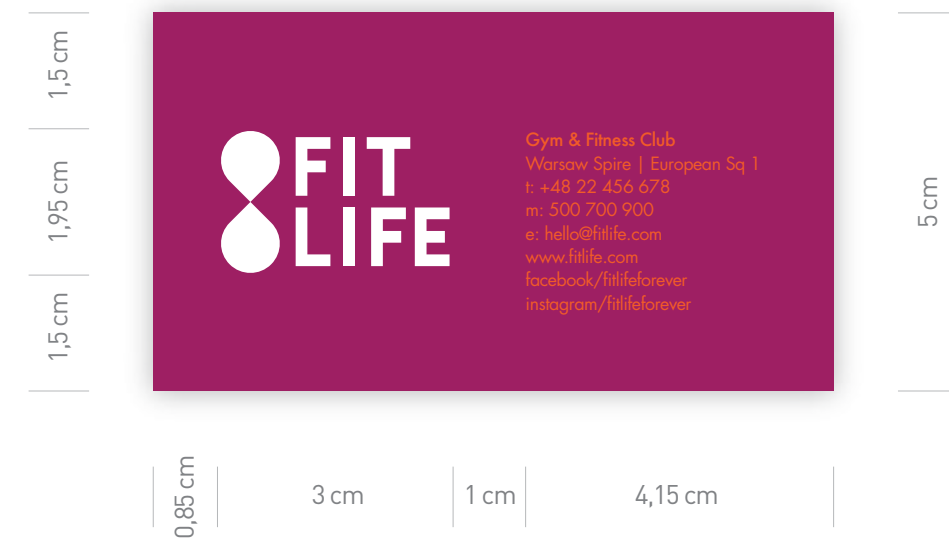 1,5 cm
1,95 cm
1,5 cm
FIT
LIFE
Gym & Fitness Club
Warsaw Spire | European Sq 1
t: +48 22 456 678
m: 500 700 900
e: hello@fitlife.com
www.fitlife.com
facebook/fitlifeforever
instagram/fitlifeforever
5 cm
0,85 cm
3 cm
1 cm
4,15 cm